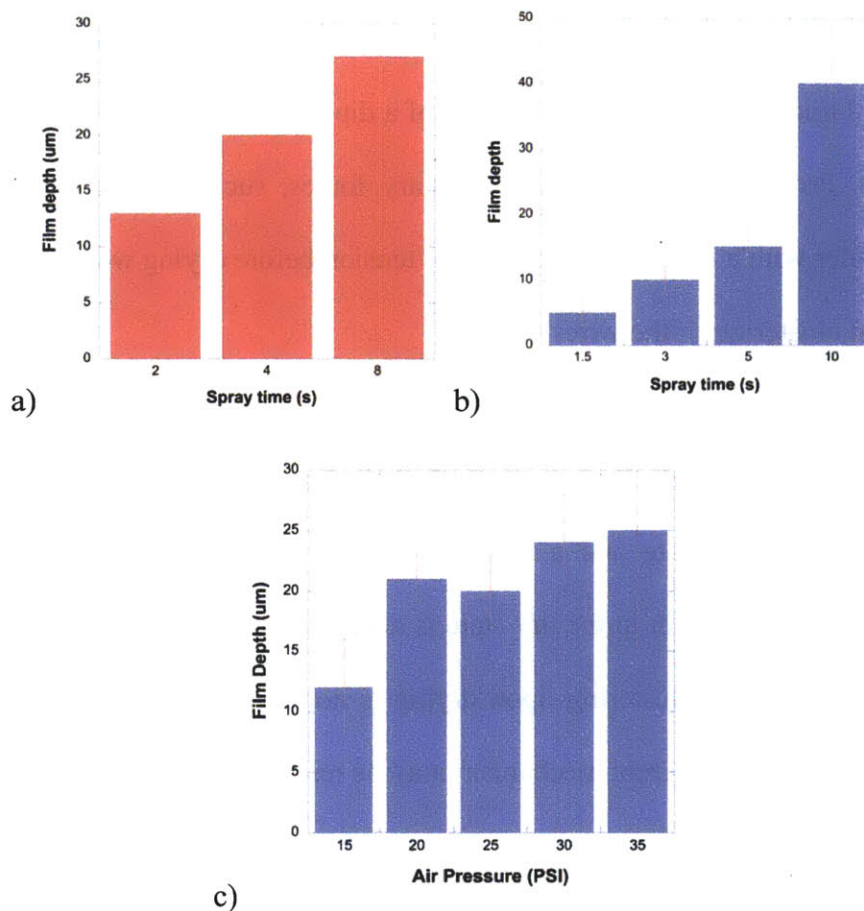 30
25
20
15
10
5
0
Film depth (um)
2 4 8
Spray time (s)
a)
50
40
30
20
10
0
Film depth
1.5 3 5 10
Spray time (s)
b)
30
25
20
15
10
5
0
Film Depth (um)
15 20 25 30 35
Air Pressure (PSI)
c)